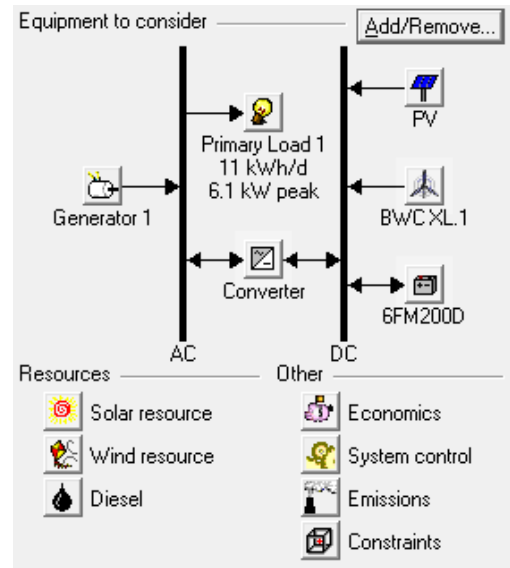 Equipment to consider
Add/Remove...
PV
Primary Load 1
11 kWh/d
6.1 kW peak
Generator 1
BWC XL.1
Converter
6FM200D
AC
DC
Resources
Other
Solar resource
Economics
Wind resource
System control
Diesel
Emissions
Constraints